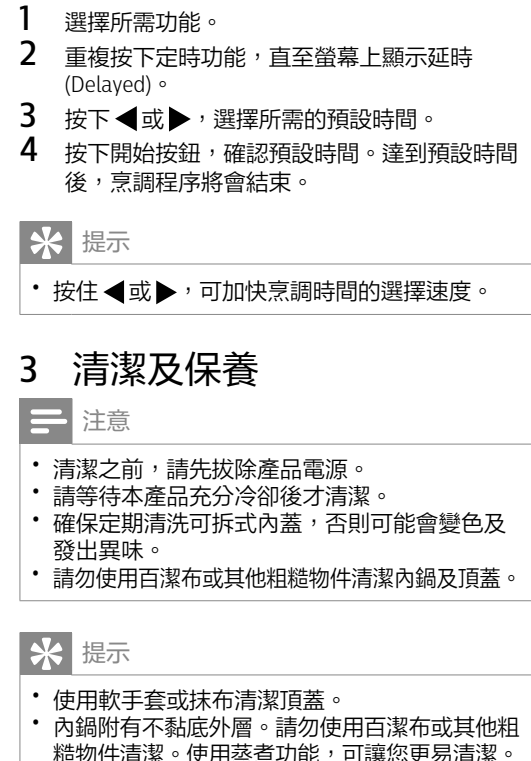 1 選擇所需功能。
2 重複按下定時功能，直至螢幕上顯示延時
(Delayed)。
3 按下◀或▶，選擇所需的預設時間。
4 按下開始按鈕，確認預設時間。達到預設時間
後，烹調程序將會結束。
提示
• 按住◀或▶，可加快烹調時間的選擇速度。
3 清潔及保養
注意
• 清潔之前，請先拔除產品電源。
• 請等待本產品充分冷卻後才清潔。
• 確保定期清洗可拆式內蓋，否則可能會變色及
發出異味。
• 請勿使用百潔布或其他粗糙物件清潔內鍋及頂蓋。
提示
• 使用軟手套或抹布清潔頂蓋。
• 內鍋附有不黏底外層。請勿使用百潔布或其他粗
糙物件清潔。使用蒸煮功能，可讓您更易清潔。